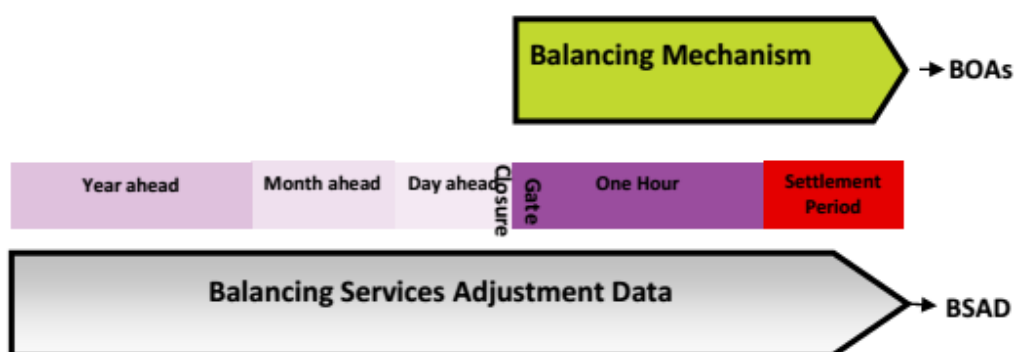 Balancing Mechanism
BOAs
Year ahead
Month ahead
Day ahead
Gate
Closure
One Hour
Settlement
Period
Balancing Services Adjustment Data
BSAD